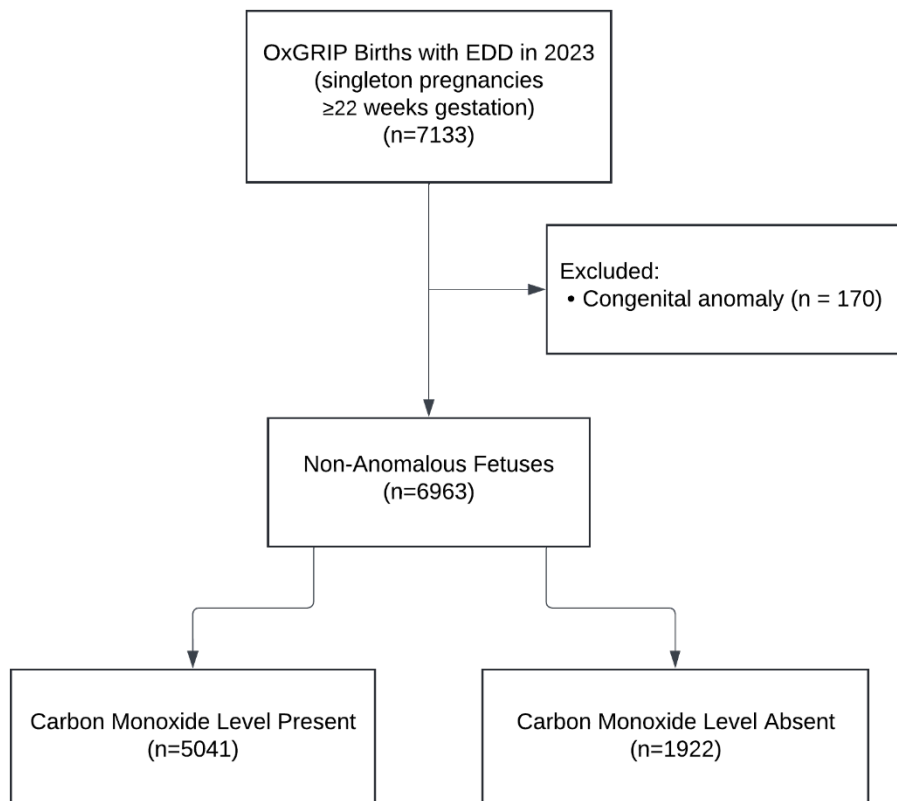 OxGRIP Births with EDD in 2023
(singleton pregnancies
≥22 weeks gestation)
(n=7133)
Excluded:
• Congenital anomaly (n = 170)
Non-Anomalous Fetuses
(n=6963)
Carbon Monoxide Level Present
(n=5041)
Carbon Monoxide Level Absent
(n=1922)